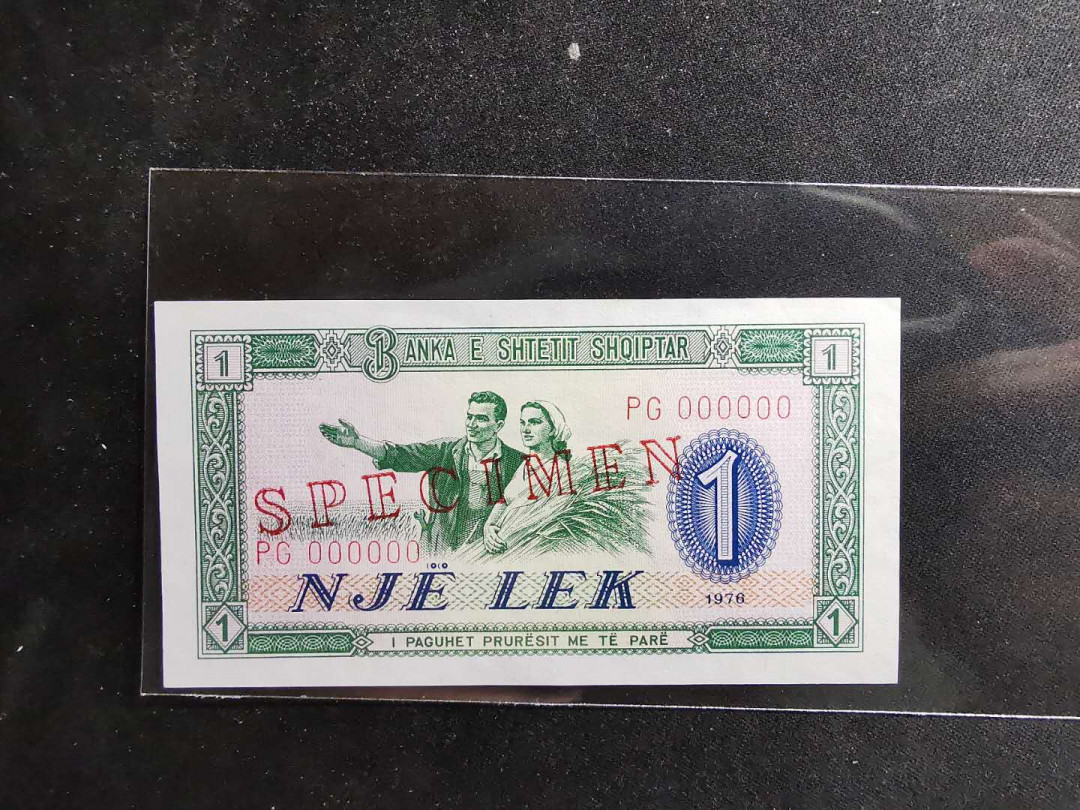 1
BANKA E SHTETIT SHQIPTAR
1
PG 000000
SPECIMEN
1
PG 000000
NJË LEK
1976
1
I PAGUHET PRURËSIT ME TË PARË
1